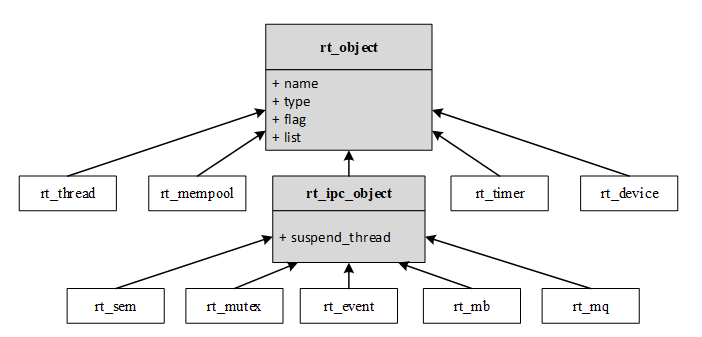 rt_object
+ name
+ type
+ flag
+ list
rt_thread
rt_mempool
rt_ipc_object
rt_timer
rt_device
+ suspend_thread
rt_sem
rt_mutex
rt_event
rt_mb
rt_mq